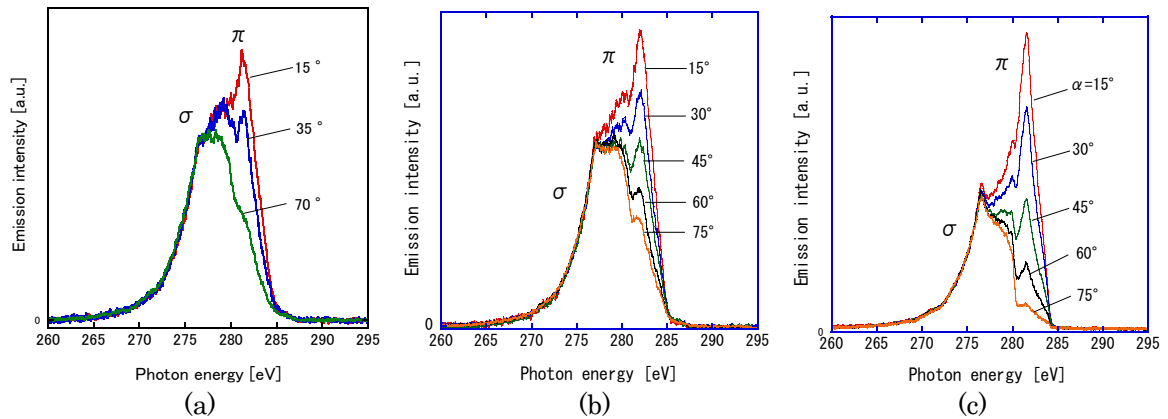 Emission intensity [a.u.]
π
15°
σ
35°
70°
0
260 265 270 275 280 285 290 295
Photon energy [eV]
(a)
Emission intensity [a. u.]
π
15°
30°
45°
σ
60°
75°
0
260 265 270 275 280 285 290 295
Photon energy [eV]
(b)
Emission intensity [a. u.]
π
α=15°
30°
45°
σ
60°
75°
0
260 265 270 275 280 285 290 295
Photon energy [eV]
(c)